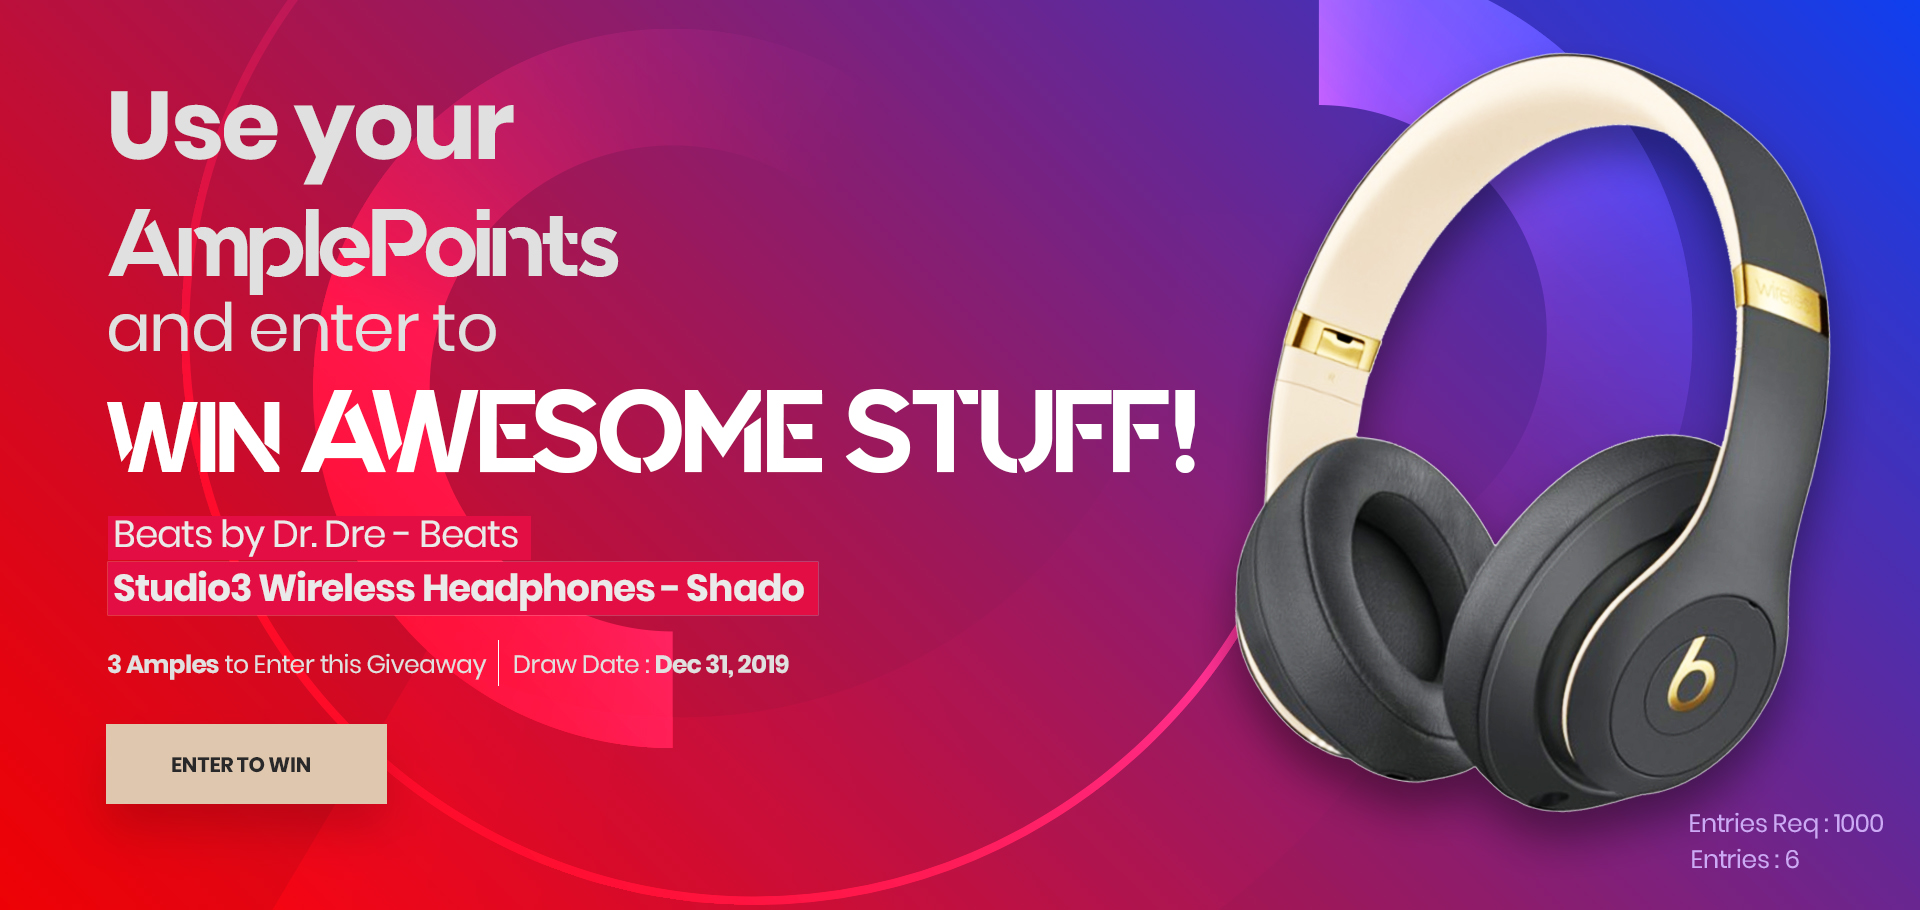 Use your
AmplePoints
and enter to
WIN AWESOME STUFF!
Beats by Dr. Dre - Beats
Studio3 Wireless Headphones - Shado
3 Amples to Enter this Giveaway
Draw Date : Dec 31, 2019
ENTER TO WIN
wireless
b
Entries Req : 1000
Entries : 6